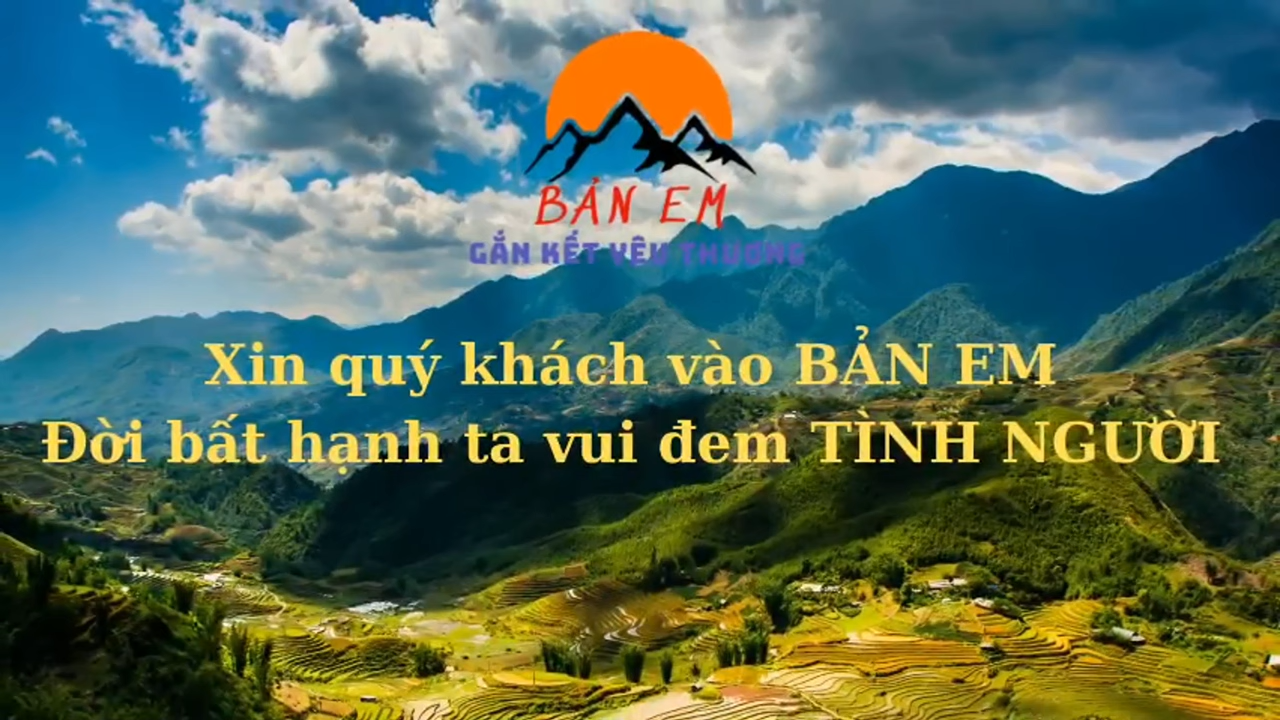 BẢN EM
GẮN KẾT YÊU THƯƠNG
Xin quý khách vào BẢN EM
Đời bất hạnh ta vui đem TÌNH NGƯỜI